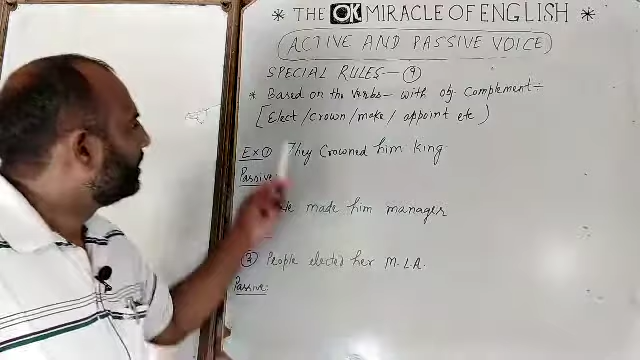 * THE OK MIRACLE OF ENGLISH *
ACTIVE AND PASSIVE VOICE
SPECIAL RULES - 9
* Based on the verbs - with obj. Complement -
[Elect/crown/make/appoint etc]
Ex ① They Crowned him king
Passive:
made him manager
③ People elected her M.L.A.
Passive: